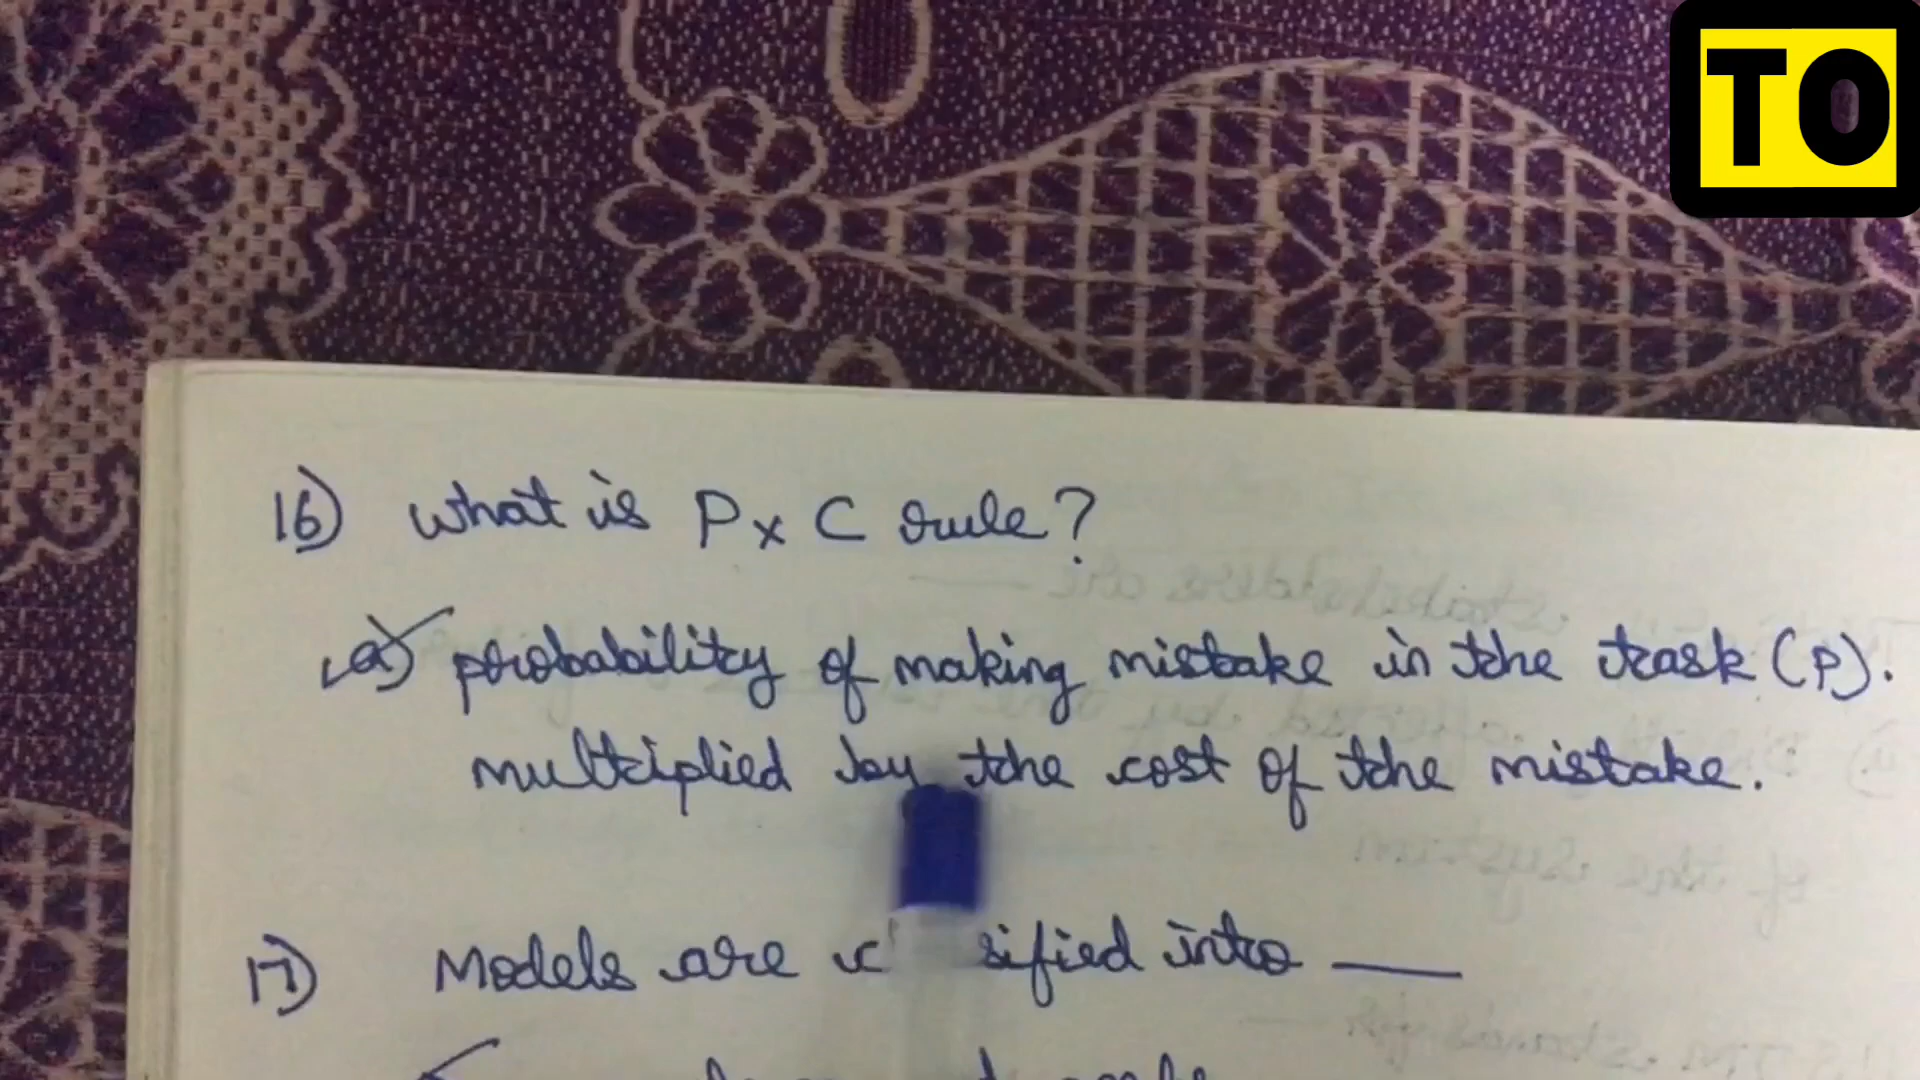 TO
16) What is P x C rule?
a) probability of making mistake in the task (P).
multiplied by the cost of the mistake.
17) Models are sified into ___